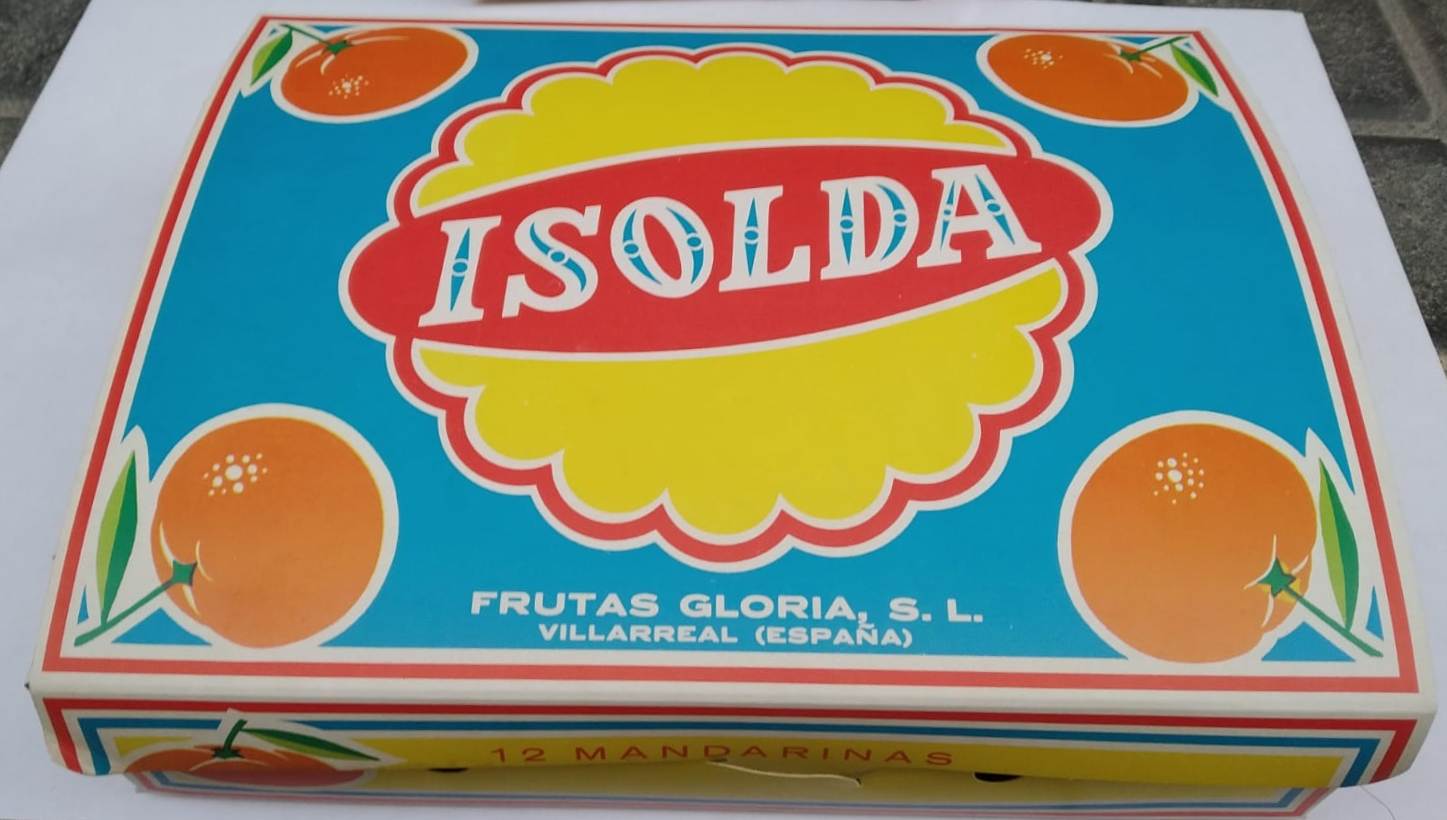 ISOLDA
FRUTAS GLORIA, S. L.
VILLARREAL (ESPAÑA)
12 MANDARINAS